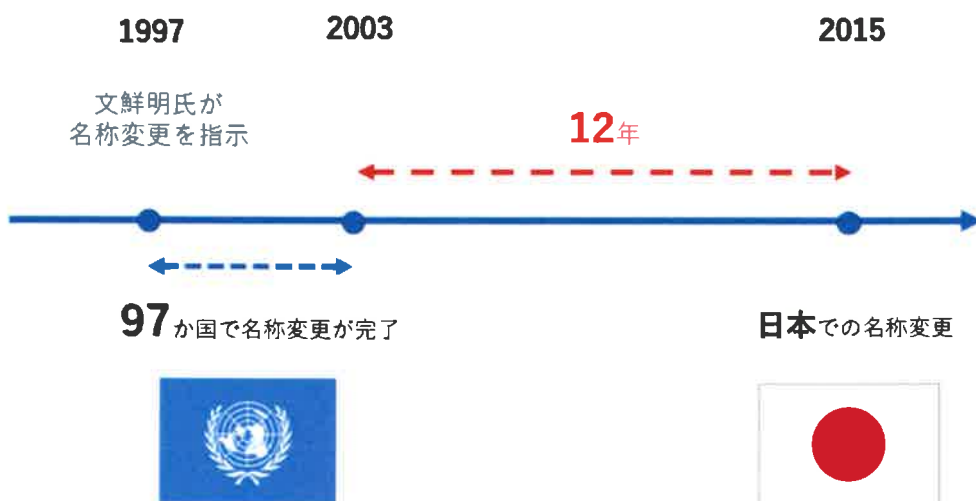 1997
2003
2015
文鮮明氏が
名称変更を指示
12年
97か国で名称変更が完了
日本での名称変更